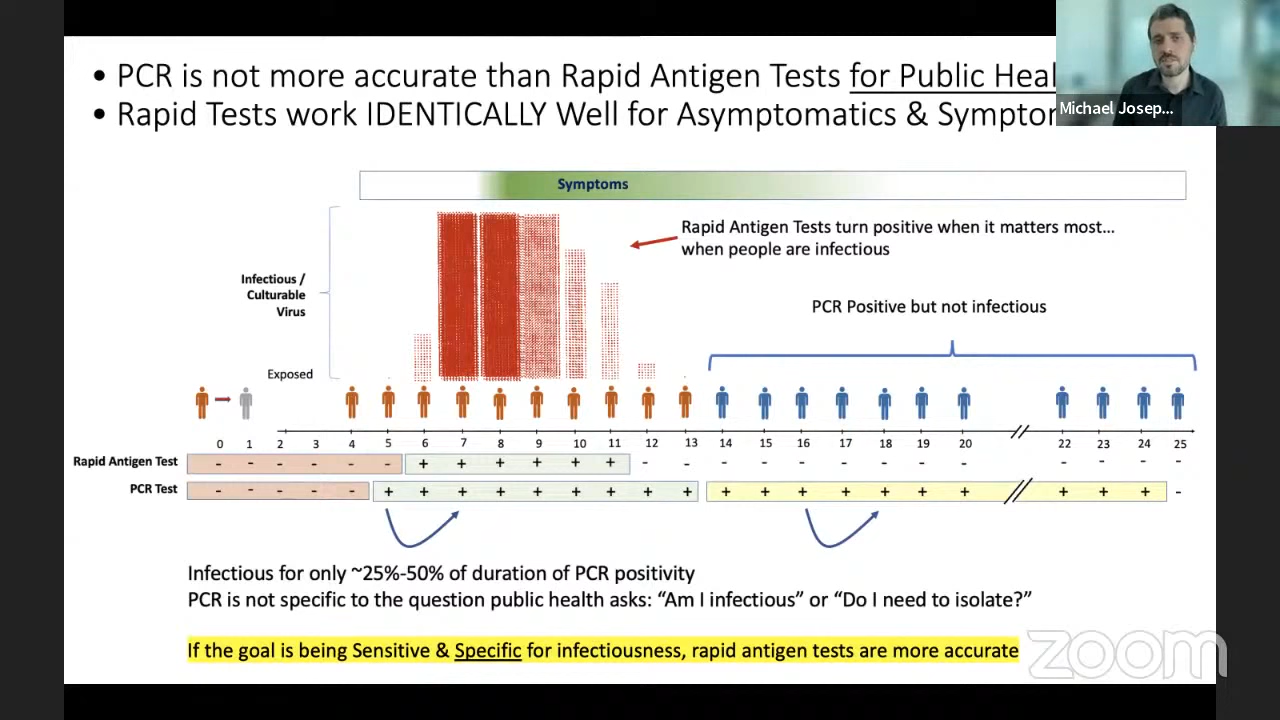 • PCR is not more accurate than Rapid Antigen Tests for Public Heal
• Rapid Tests work IDENTICALLY Well for Asymptomatics & Symptom
Michael Josep...
Symptoms
Rapid Antigen Tests turn positive when it matters most...
when people are infectious
Infectious /
Culturable
Virus
PCR Positive but not infectious
Exposed
0 1 2 3 4 5 6 7 8 9 10 11 12 13 14 15 16 17 18 19 20 22 23 24 25
Rapid Antigen Test - - - - - - + + + + + + - - - - - - - - - - - - -
PCR Test - - - - - + + + + + + + + + + + + + + + + + + + -
Infectious for only ~25%-50% of duration of PCR positivity
PCR is not specific to the question public health asks: “Am I infectious” or “Do I need to isolate?”
If the goal is being Sensitive & Specific for infectiousness, rapid antigen tests are more accurate
zoom